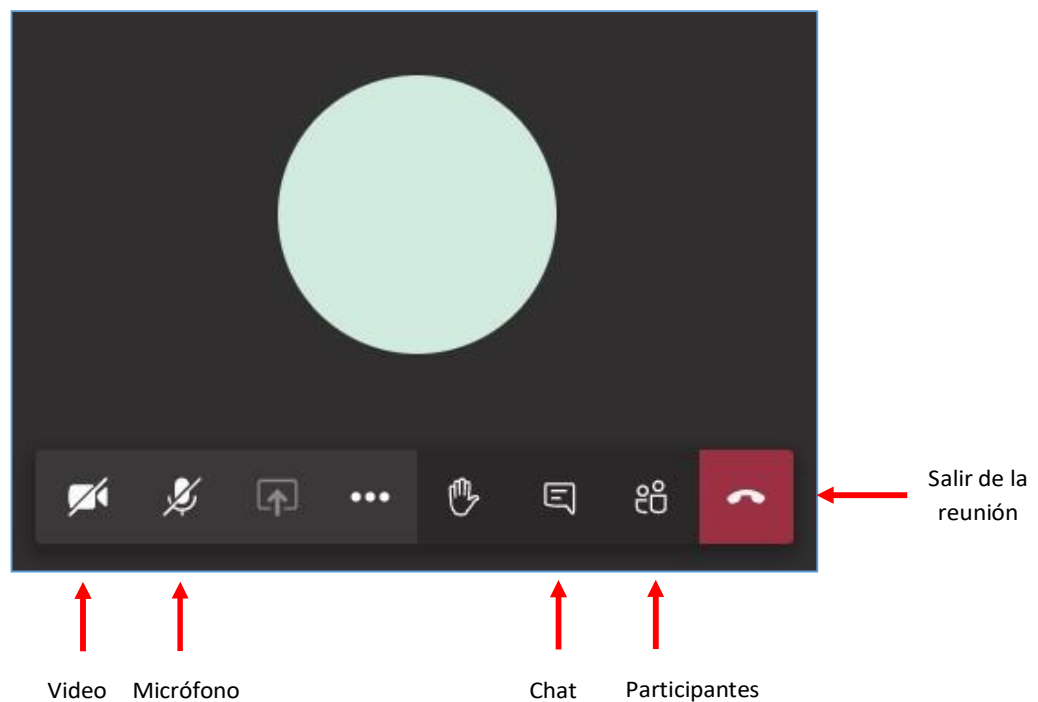 Salir de la
reunión
Video
Micrófono
Chat
Participantes